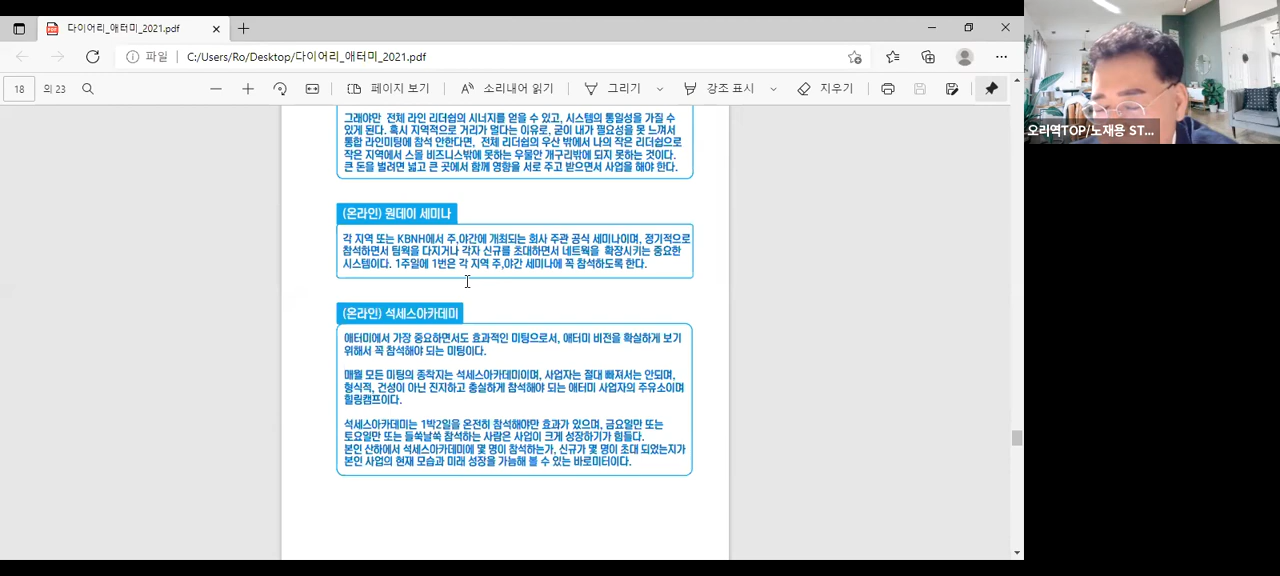 다이어리_애터미_2021.pdf
파일
C:/Users/Ro/Desktop/다이어리_애터미_2021.pdf
18 의 23
페이지 보기
소리내어 읽기
그리기
강조 표시
지우기
그래야만 전체 라인 리더쉽의 시너지를 얻을 수 있고, 시스템의 통일성을 가질 수
있게 된다. 혹시 지역적으로 거리가 멀다는 이유로, 굳이 내가 필요성을 못 느껴서
통합 라인미팅에 참석 안한다면, 전체 리더쉽의 우산 밖에서 나의 작은 리더쉽으로
작은 지역에서 스몰 비즈니스밖에 못하는 우물안 개구리밖에 되지 못하는 것이다.
큰 돈을 벌려면 넓고 큰 곳에서 함께 영향을 서로 주고 받으면서 사업을 해야 한다.
(온라인) 원데이 세미나
각 지역 또는 KBNH에서 주,야간에 개최되는 회사 주관 공식 세미나이며, 정기적으로
참석하면서 팀웍을 다지거나 각자 신규를 초대하면서 네트웍을 확장시키는 중요한
시스템이다. 1주일에 1번은 각 지역 주,야간 세미나에 꼭 참석하도록 한다.
(온라인) 석세스아카데미
애터미에서 가장 중요하면서도 효과적인 미팅으로서, 애터미 비전을 확실하게 보기
위해서 꼭 참석해야 되는 미팅이다.
매월 모든 미팅의 종착지는 석세스아카데미이며, 사업자는 절대 빠져서는 안되며,
형식적, 건성이 아닌 진지하고 충실하게 참석해야 되는 애터미 사업자의 주유소이며
힐링캠프이다.
석세스아카데미는 1박2일을 온전히 참석해야만 효과가 있으며, 금요일만 또는
토요일만 또는 들쑥날쑥 참석하는 사람은 사업이 크게 성장하기가 힘들다.
본인 산하에서 석세스아카데미에 몇 명이 참석하는가, 신규가 몇 명이 초대 되었는지가
본인 사업의 현재 모습과 미래 성장을 가늠해 볼 수 있는 바로미터이다.
오리역TOP/노재용 ST...